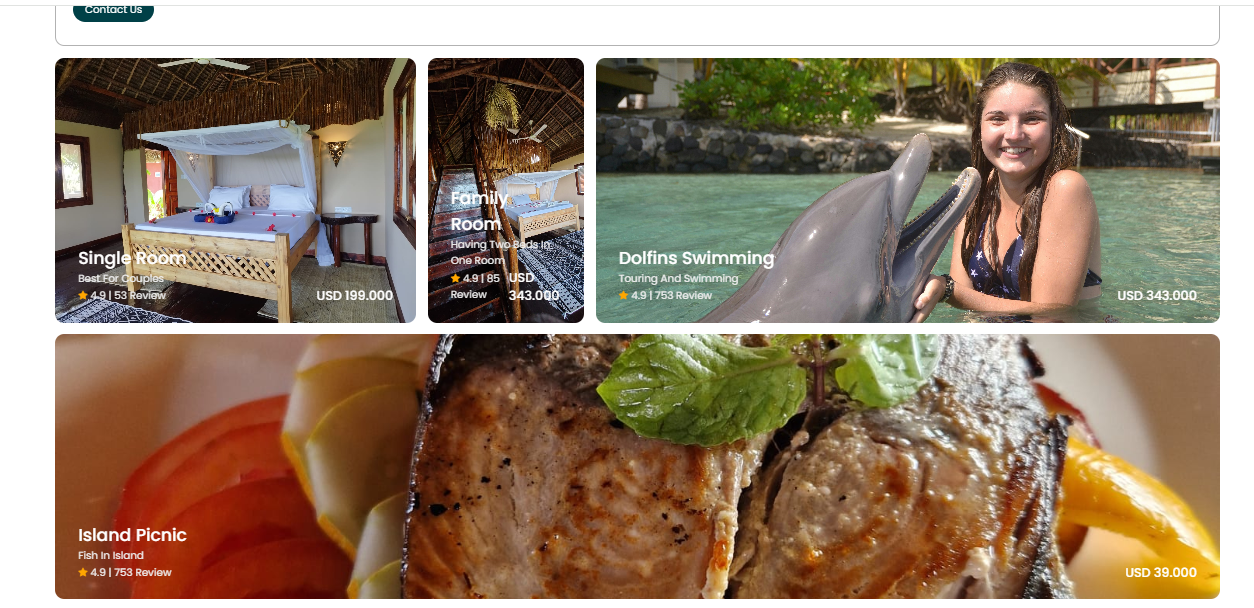 Contact Us
Single Room
Best For Couples
4.9 | 53 Review
USD 199.000
Family
Room
Having Two Beds In
One Room
4.9 | 85
Review
USD
343.000
Dolfins Swimming
Touring And Swimming
4.9 | 753 Review
USD 343.000
Island Picnic
Fish In Island
4.9 | 753 Review
USD 39.000